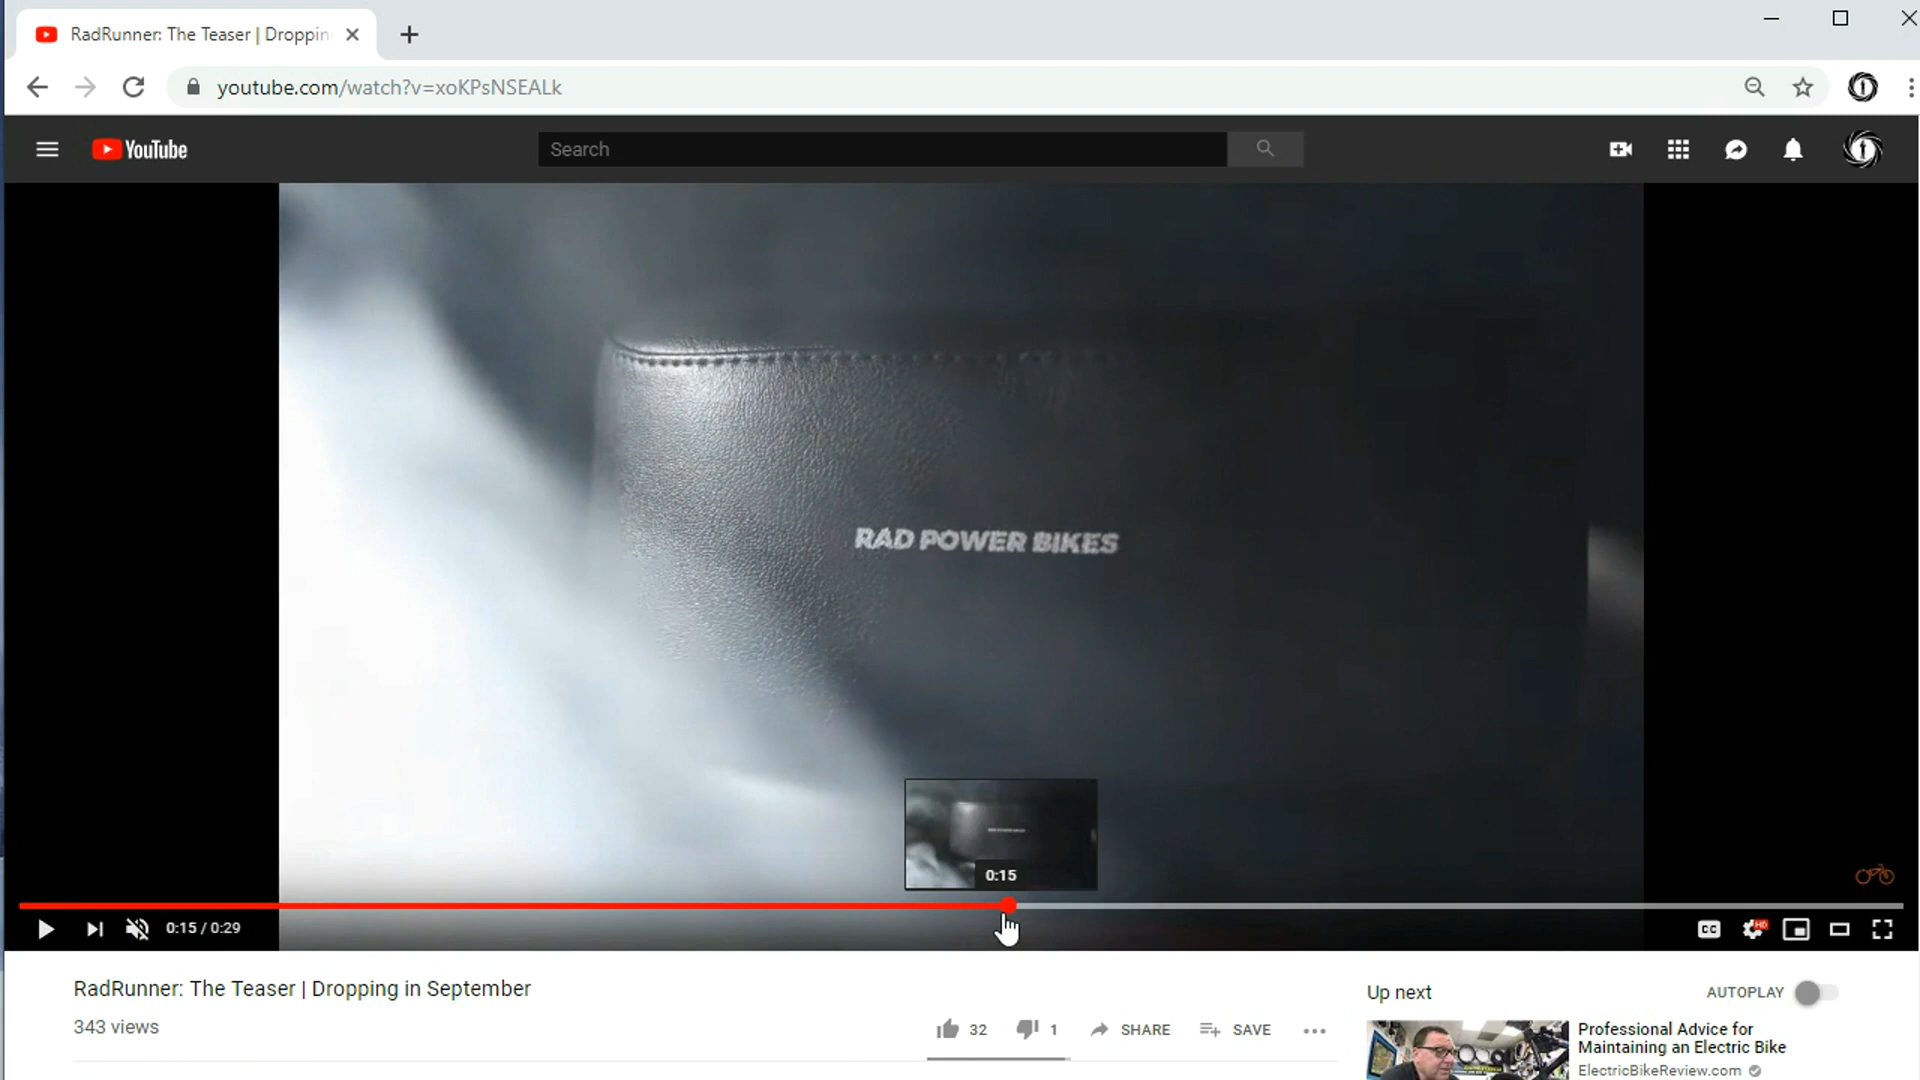 RadRunner: The Teaser | Droppin
youtube.com/watch?v=xoKPsNSEALk
YouTube
Search
RAD POWER BIKES
0:15
0:15 / 0:29
CC
HD
RadRunner: The Teaser | Dropping in September
343 views
32
1
SHARE
SAVE
Up next
AUTOPLAY
Professional Advice for
Maintaining an Electric Bike
ElectricBikeReview.com